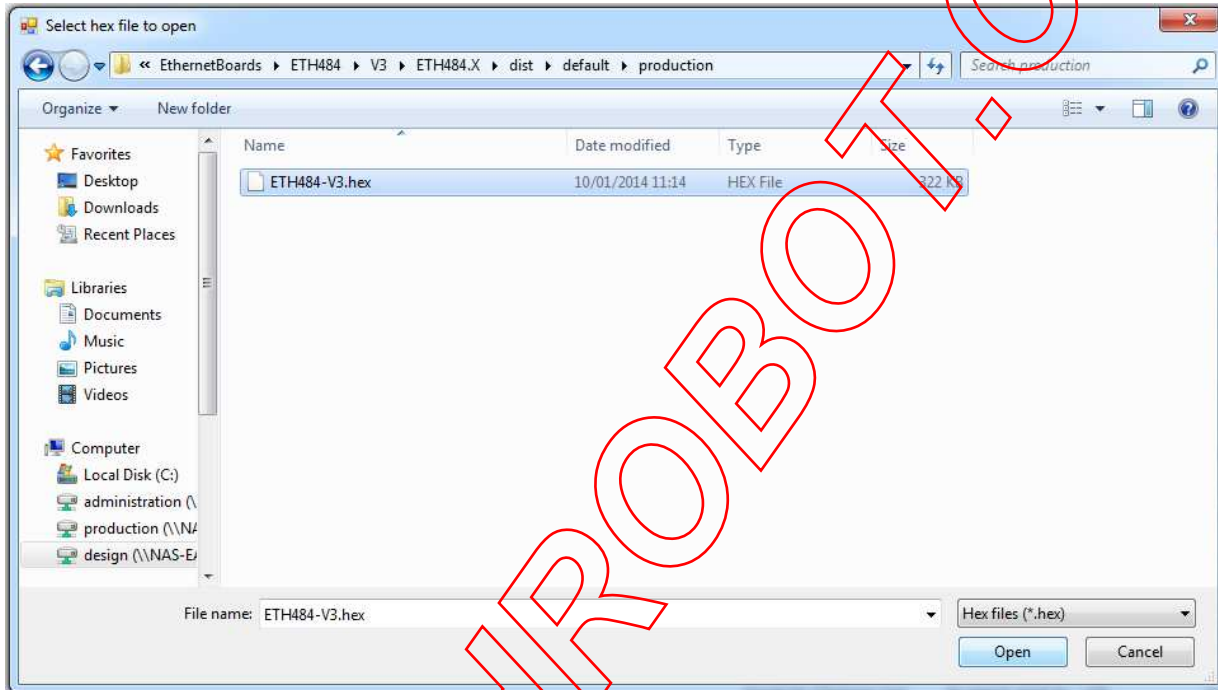 Select hex file to open
« EthernetBoards ▸ ETH484 ▸ V3 ▸ ETH484.X ▸ dist ▸ default ▸ production
Search production
Organize New folder
Name Date modified Type Size
ETH484-V3.hex 10/01/2014 11:14 HEX File 322 KB
Favorites
Desktop
Downloads
Recent Places
Libraries
Documents
Music
Pictures
Videos
Computer
Local Disk (C:)
administration (\
production (\\NA
design (\\NAS-EA
File name: ETH484-V3.hex Hex files (*.hex)
Open Cancel
ROBOT.